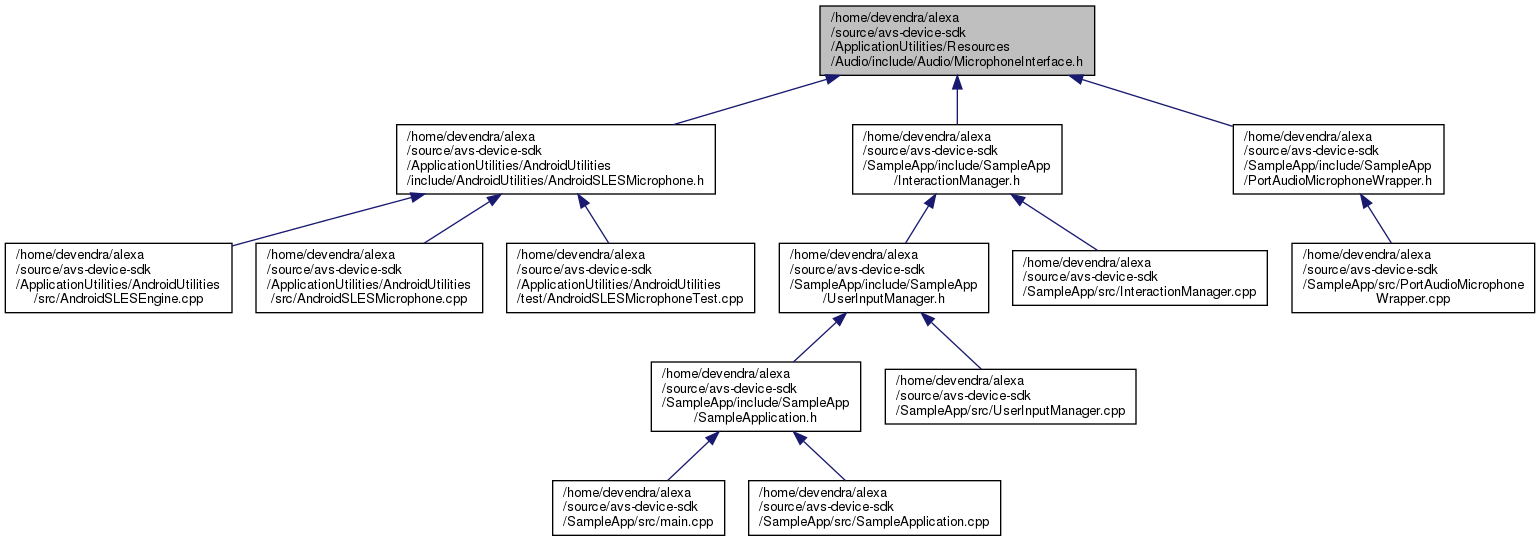 /home/devendra/alexa
/source/avs-device-sdk
/ApplicationUtilities/Resources
/Audio/include/Audio/MicrophoneInterface.h
/home/devendra/alexa
/source/avs-device-sdk
/ApplicationUtilities/AndroidUtilities
/include/AndroidUtilities/AndroidSLESMicrophone.h
/home/devendra/alexa
/source/avs-device-sdk
/SampleApp/include/SampleApp
/InteractionManager.h
/home/devendra/alexa
/source/avs-device-sdk
/SampleApp/include/SampleApp
/PortAudioMicrophoneWrapper.h
/home/devendra/alexa
/source/avs-device-sdk
/ApplicationUtilities/AndroidUtilities
/src/AndroidSLESEngine.cpp
/home/devendra/alexa
/source/avs-device-sdk
/ApplicationUtilities/AndroidUtilities
/src/AndroidSLESMicrophone.cpp
/home/devendra/alexa
/source/avs-device-sdk
/ApplicationUtilities/AndroidUtilities
/test/AndroidSLESMicrophoneTest.cpp
/home/devendra/alexa
/source/avs-device-sdk
/SampleApp/include/SampleApp
/UserInputManager.h
/home/devendra/alexa
/source/avs-device-sdk
/SampleApp/src/InteractionManager.cpp
/home/devendra/alexa
/source/avs-device-sdk
/SampleApp/src/PortAudioMicrophone
Wrapper.cpp
/home/devendra/alexa
/source/avs-device-sdk
/SampleApp/include/SampleApp
/SampleApplication.h
/home/devendra/alexa
/source/avs-device-sdk
/SampleApp/src/UserInputManager.cpp
/home/devendra/alexa
/source/avs-device-sdk
/SampleApp/src/main.cpp
/home/devendra/alexa
/source/avs-device-sdk
/SampleApp/src/SampleApplication.cpp